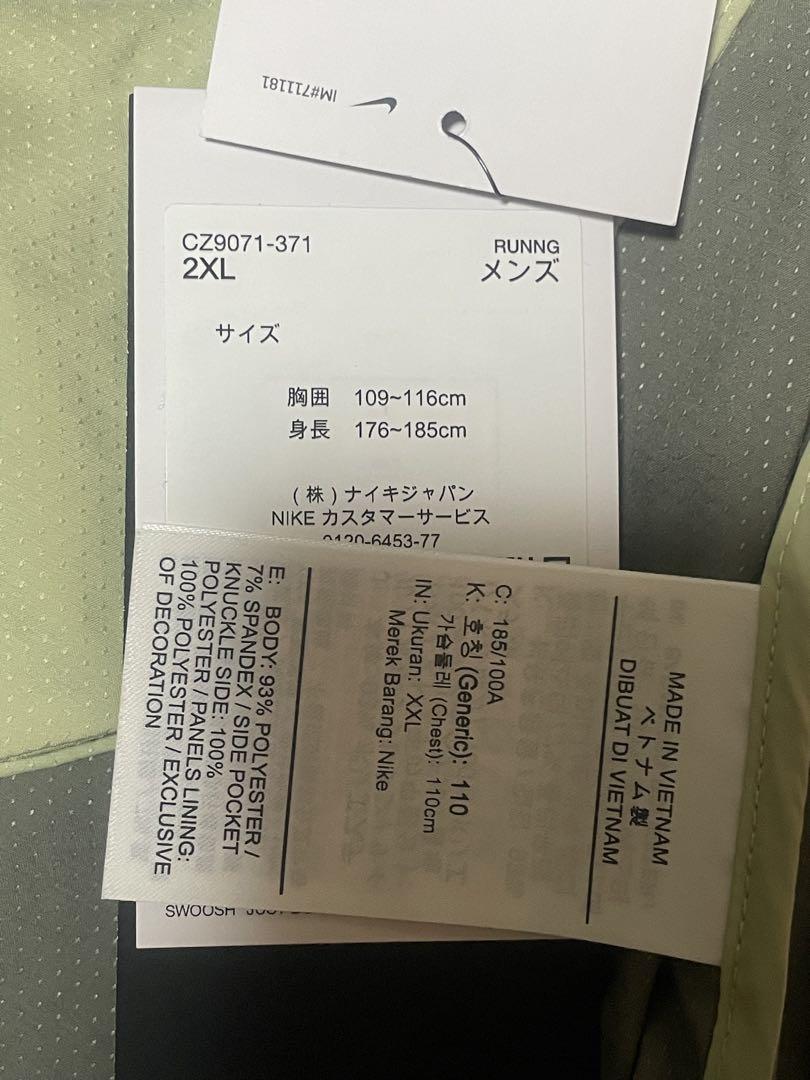 IM#711181
CZ9071-371
2XL
RUNNG
メンズ
サイズ
胸囲 109~116cm
身長 176~185cm
(株)ナイキジャパン
NIKE カスタマーサービス
0120-6453-77
SWOOSH
MADE IN VIETNAM
ベトナム製
DIBUAT DI VIETNAM
C: 185/100A
K: 호칭 (Generic): 110
가슴둘레 (Chest): 110cm
IN: Ukuran: XXL
Merek Barang: Nike
E: BODY: 93% POLYESTER /
7% SPANDEX / SIDE POCKET
KNUCKLE SIDE: 100%
POLYESTER / PANELS LINING:
100% POLYESTER / EXCLUSIVE
OF DECORATION